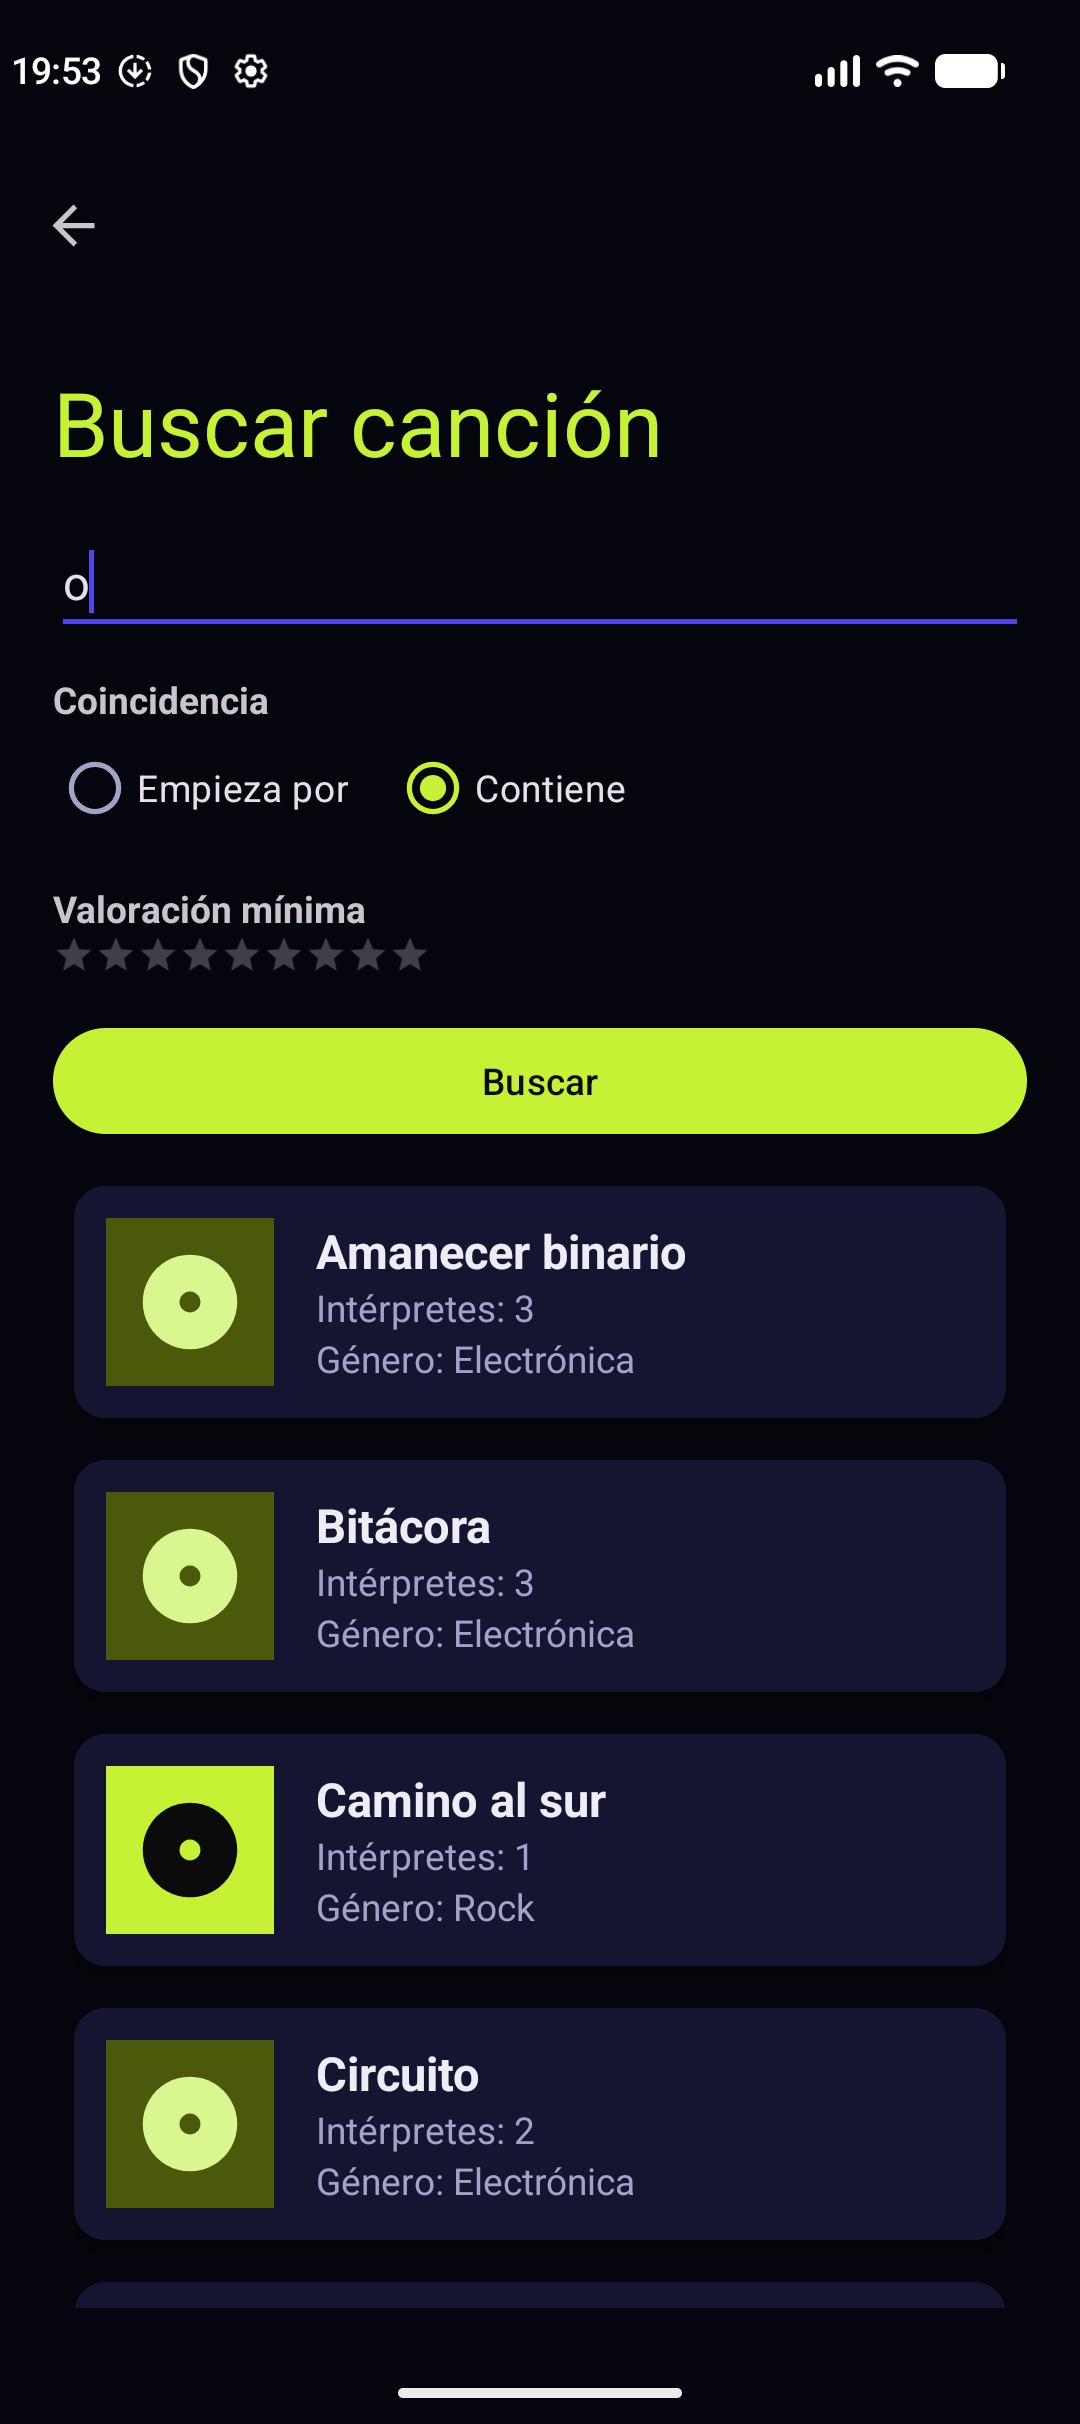 19:53
Buscar canción
o
Coincidencia
Empieza por Contiene
Valoración mínima
Buscar
Amanecer binario
Intérpretes: 3
Género: Electrónica
Bitácora
Intérpretes: 3
Género: Electrónica
Camino al sur
Intérpretes: 1
Género: Rock
Circuito
Intérpretes: 2
Género: Electrónica